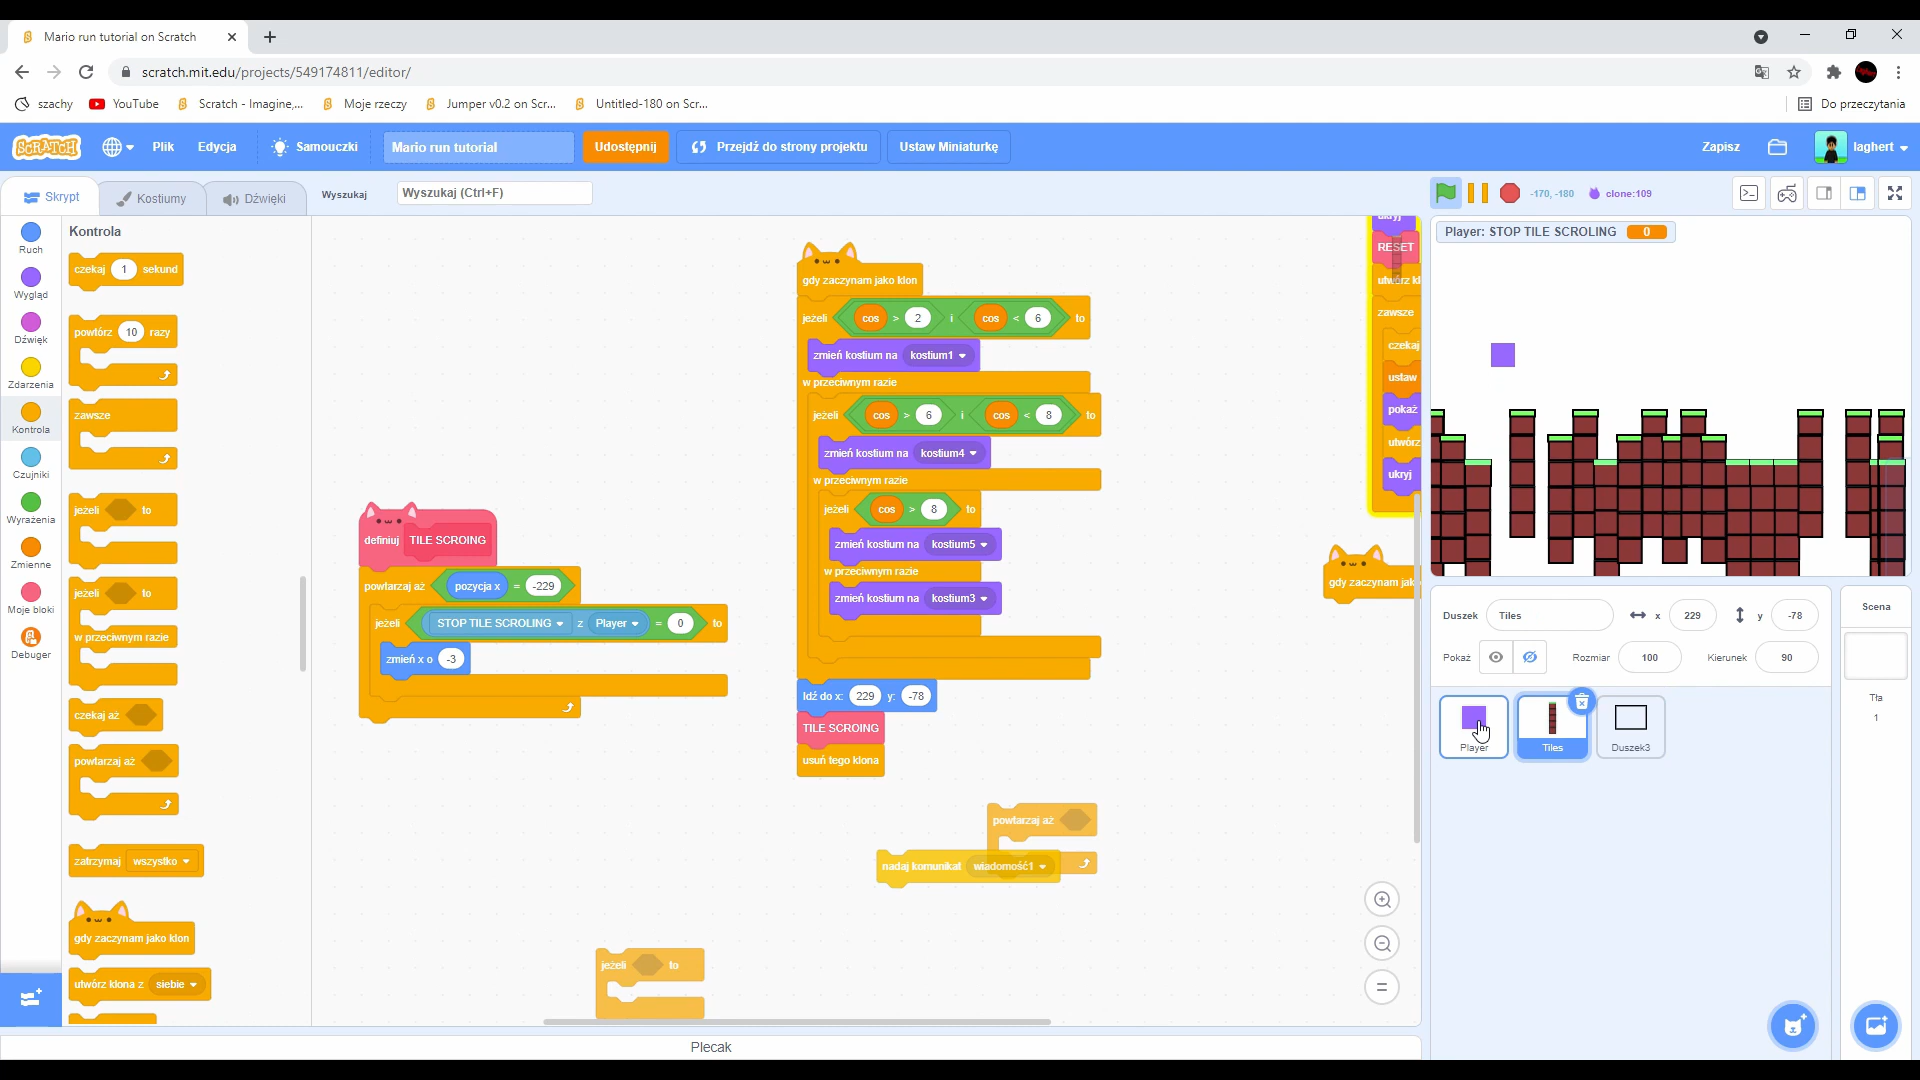 Mario run tutorial on Scratch
scratch.mit.edu/projects/549174811/editor/
szachy
YouTube
Scratch - Imagine,...
Moje rzeczy
Jumper v0.2 on Scr...
Untitled-180 on Scr...
Do przeczytania
SCRATCH
Plik
Edycja
Samouczki
Mario run tutorial
Udostępnij
Przejdź do strony projektu
Ustaw Miniaturkę
Zapisz
laghert
Skrypt
Kostiumy
Dźwięki
Wyszukaj
Wyszukaj (Ctrl+F)
-170, -180
clone:109
Ruch
Wygląd
Dźwięk
Zdarzenia
Kontrola
Czujniki
Wyrażenia
Zmienne
Moje bloki
Debuger
Kontrola
czekaj 1 sekund
powtórz 10 razy
zawsze
jeżeli to
jeżeli to
w przeciwnym razie
czekaj aż
powtarzaj aż
zatrzymaj wszystko
gdy zaczynam jako klon
utwórz klona z siebie
definiuj TILE SCROING
powtarzaj aż pozycja x = -229
jeżeli STOP TILE SCROLING z Player = 0 to
zmień x o -3
gdy zaczynam jako klon
jeżeli cos > 2 i cos < 6 to
zmień kostium na kostium1
w przeciwnym razie
jeżeli cos > 6 i cos < 8 to
zmień kostium na kostium4
w przeciwnym razie
jeżeli cos > 8 to
zmień kostium na kostium5
w przeciwnym razie
zmień kostium na kostium3
Idź do x: 229 y: -78
TILE SCROING
usuń tego klona
powtarzaj aż
nadaj komunikat wiadomość1
jeżeli to
ukryj
RESET
utwórz kl
zawsze
czekaj
ustaw
pokaż
utwórz
ukryj
gdy zaczynam jak
Plecak
Player: STOP TILE SCROLING 0
Duszek Tiles x 229 y -78
Pokaż Rozmiar 100 Kierunek 90
Player
Tiles
Duszek3
Scena
Tła
1